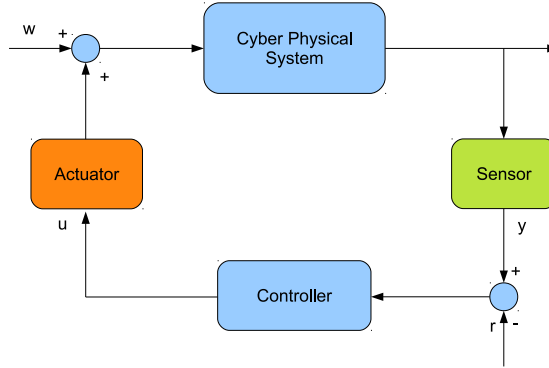 w
+
+
Cyber Physical
System
Actuator
Sensor
u
y
+
Controller
r
-